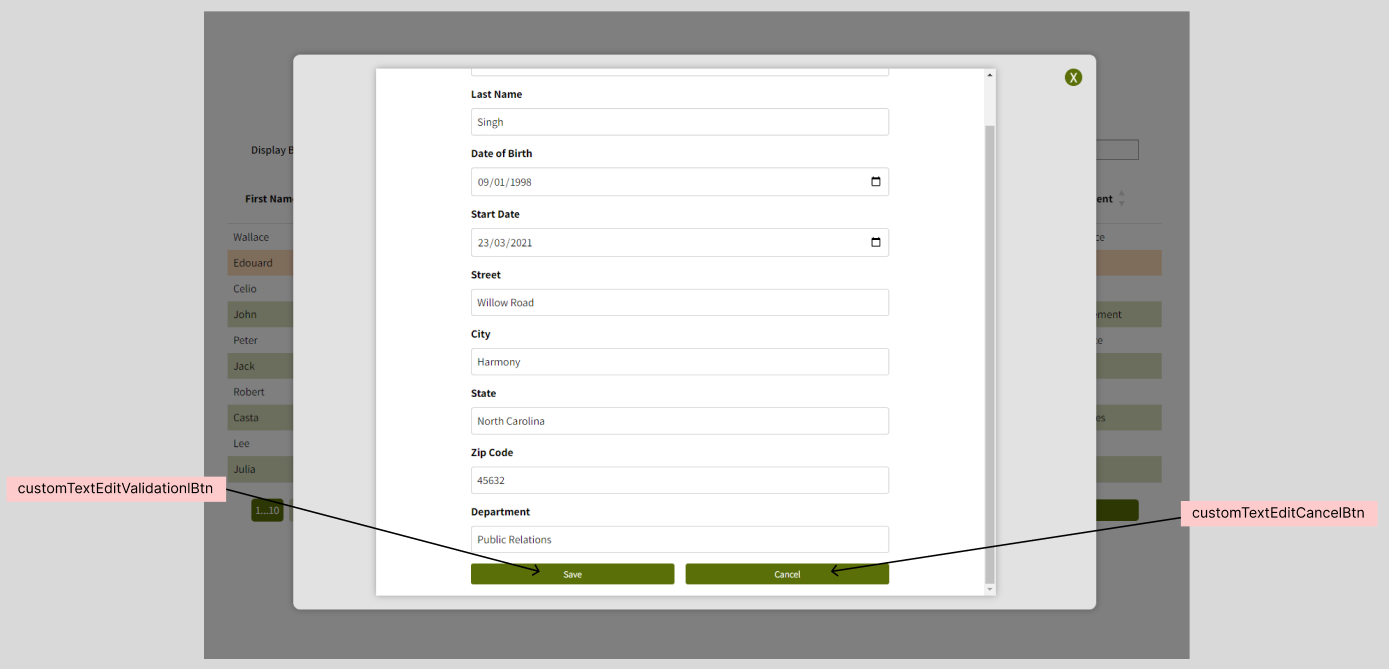 X
Last Name
Singh
Display B
Date of Birth
09/01/1998
First Nam
ent
Start Date
Wallace
23/03/2021
ce
Edouard
Street
Celio
Willow Road
John
ement
City
Peter
ce
Jack
Harmony
Robert
State
Casta
North Carolina
es
Lee
Zip Code
Julia
45632
customTextEditValidationlBtn
1...10
Department
customTextEditCancelBtn
Public Relations
Save
Cancel